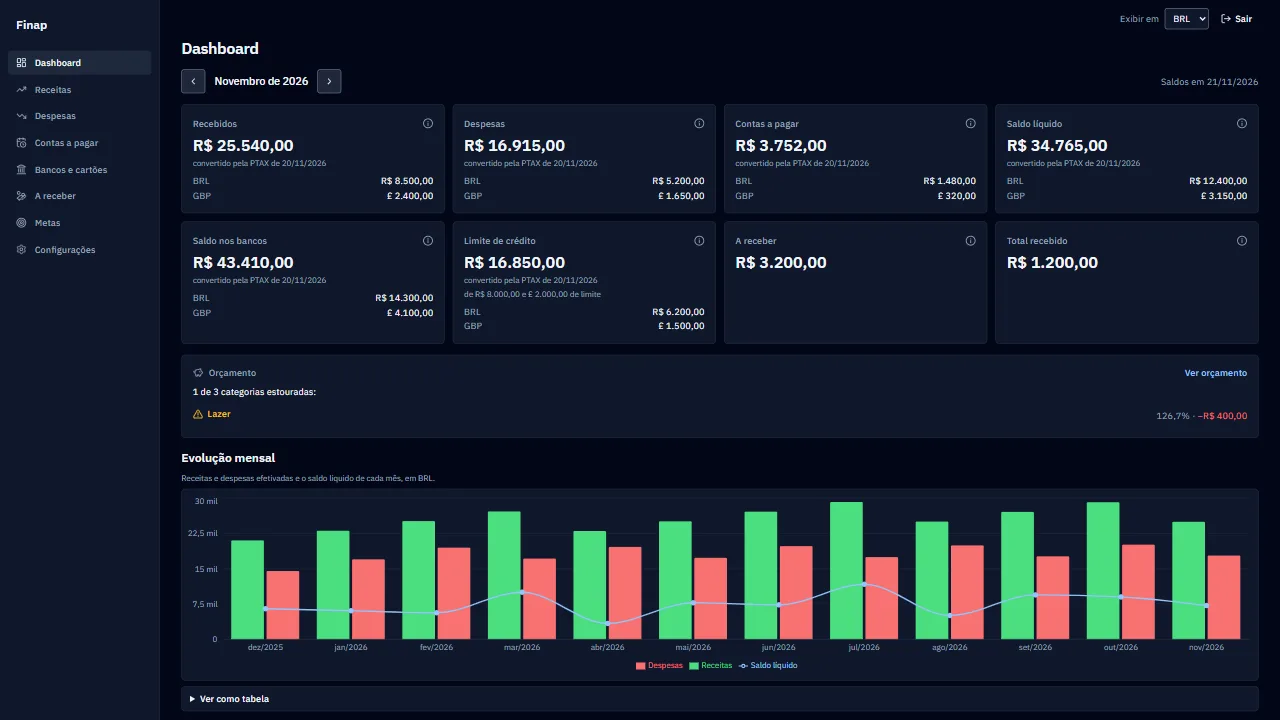 Finap
Dashboard
Receitas
Despesas
Contas a pagar
Bancos e cartões
A receber
Metas
Configurações
Exibir em BRL Sair
Dashboard
Novembro de 2026
Saldos em 21/11/2026
Recebidos
R$ 25.540,00
convertido pela PTAX de 20/11/2026
BRL R$ 8.500,00
GBP £ 2.400,00
Despesas
R$ 16.915,00
convertido pela PTAX de 20/11/2026
BRL R$ 5.200,00
GBP £ 1.650,00
Contas a pagar
R$ 3.752,00
convertido pela PTAX de 20/11/2026
BRL R$ 1.480,00
GBP £ 320,00
Saldo líquido
R$ 34.765,00
convertido pela PTAX de 20/11/2026
BRL R$ 12.400,00
GBP £ 3.150,00
Saldo nos bancos
R$ 43.410,00
convertido pela PTAX de 20/11/2026
BRL R$ 14.300,00
GBP £ 4.100,00
Limite de crédito
R$ 16.850,00
convertido pela PTAX de 20/11/2026
de R$ 8.000,00 e £ 2.000,00 de limite
BRL R$ 6.200,00
GBP £ 1.500,00
A receber
R$ 3.200,00
Total recebido
R$ 1.200,00
Orçamento
Ver orçamento
1 de 3 categorias estouradas:
Lazer
126,7% · −R$ 400,00
Evolução mensal
Receitas e despesas efetivadas e o saldo líquido de cada mês, em BRL.
30 mil
22,5 mil
15 mil
7,5 mil
0
dez/2025 jan/2026 fev/2026 mar/2026 abr/2026 mai/2026 jun/2026 jul/2026 ago/2026 set/2026 out/2026 nov/2026
Despesas Receitas Saldo líquido
Ver como tabela